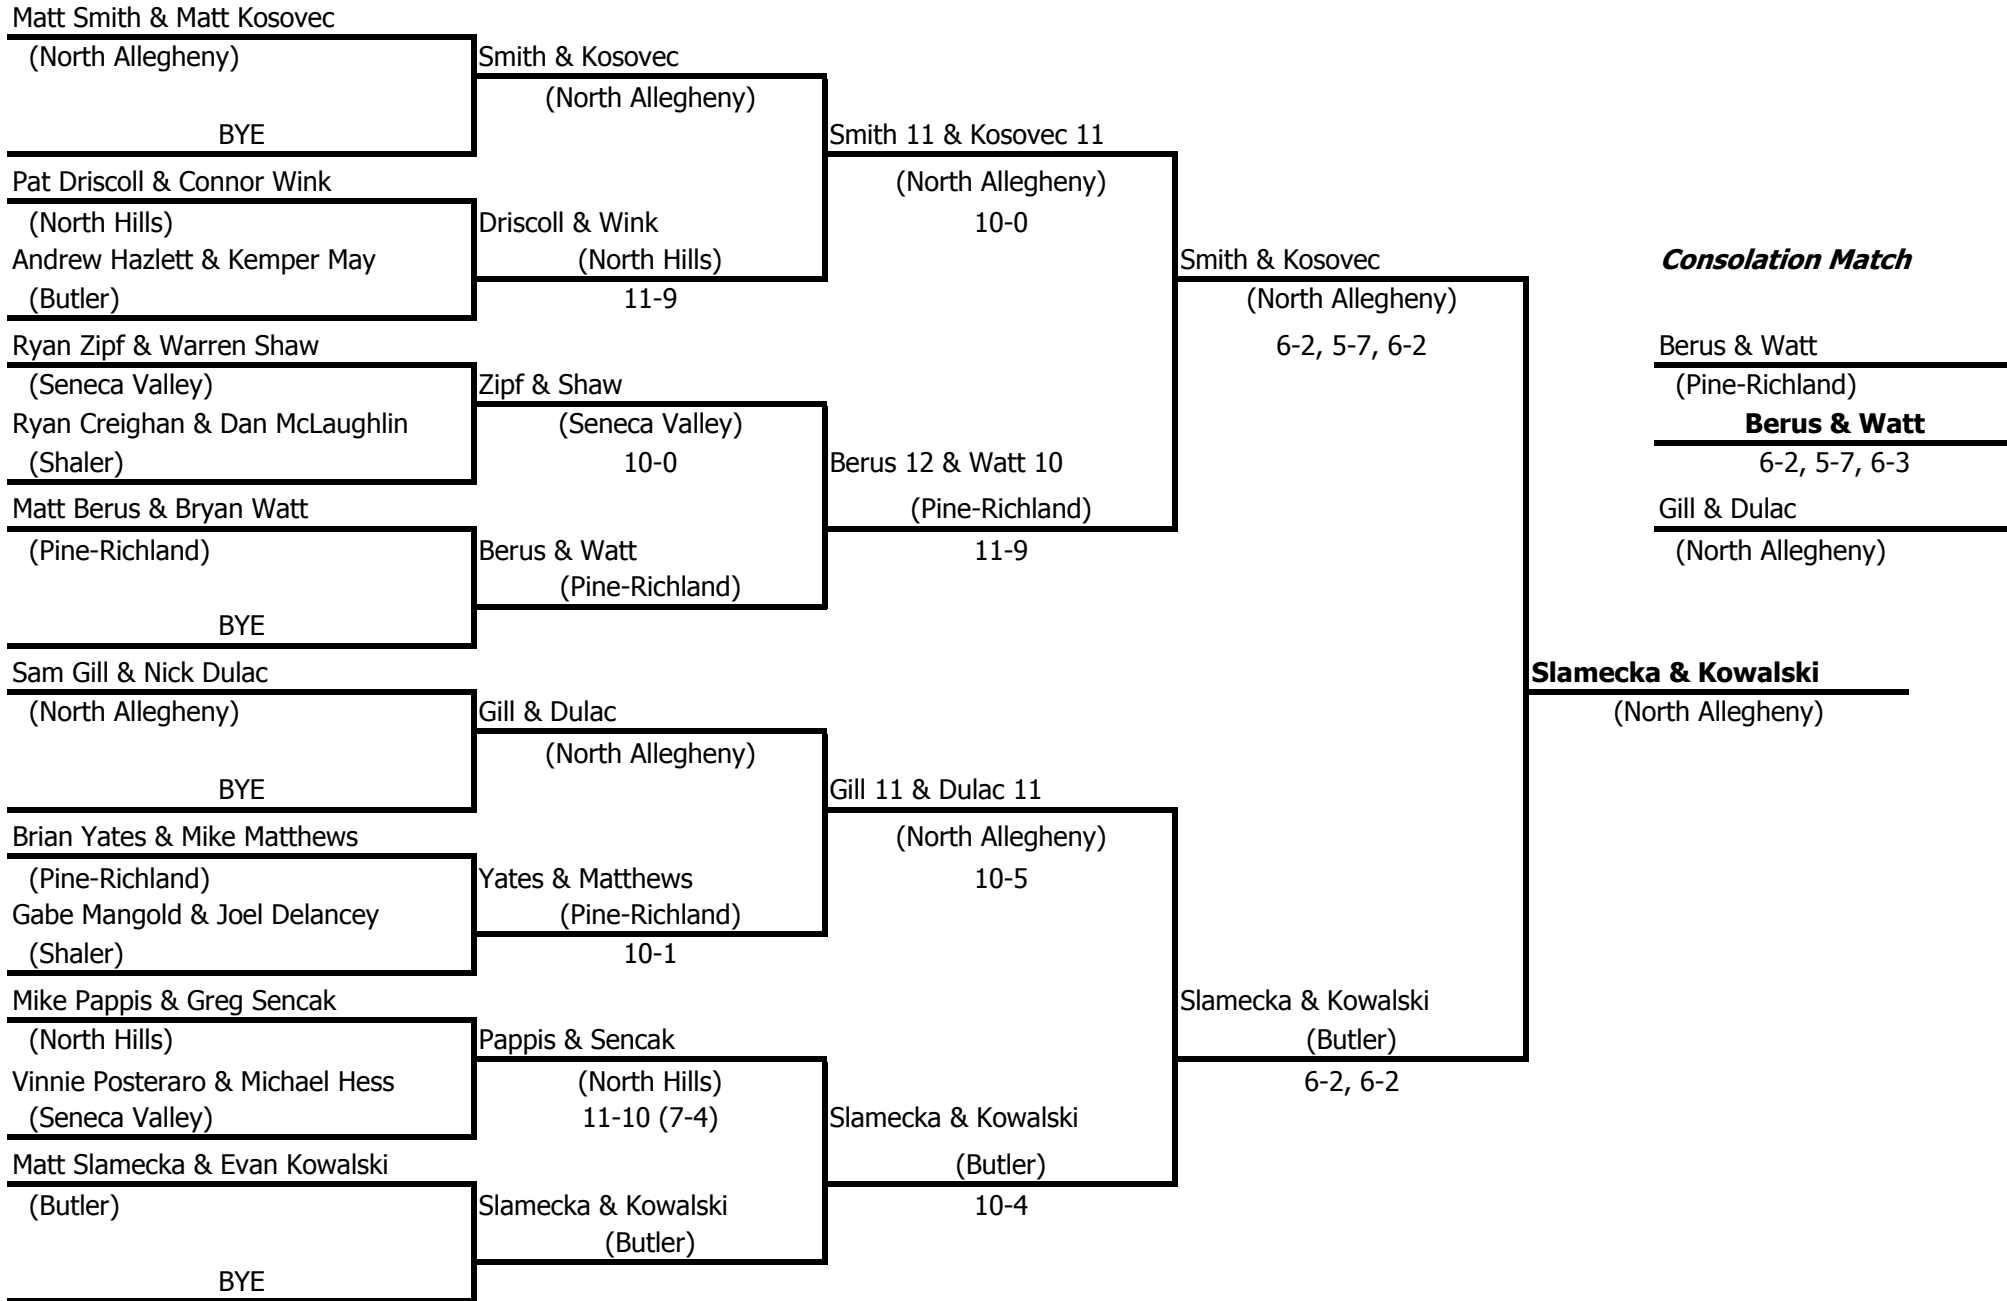 Matt Smith & Matt Kosovec
(North Allegheny)
BYE
Pat Driscoll & Connor Wink
(North Hills)
Andrew Hazlett & Kemper May
(Butler)
Ryan Zipf & Warren Shaw
(Seneca Valley)
Ryan Creighan & Dan McLaughlin
(Shaler)
Matt Berus & Bryan Watt
(Pine-Richland)
BYE
Sam Gill & Nick Dulac
(North Allegheny)
BYE
Brian Yates & Mike Matthews
(Pine-Richland)
Gabe Mangold & Joel Delancey
(Shaler)
Mike Pappis & Greg Sencak
(North Hills)
Vinnie Posteraro & Michael Hess
(Seneca Valley)
Matt Slamecka & Evan Kowalski
(Butler)
BYE
Smith & Kosovec
(North Allegheny)
Driscoll & Wink
(North Hills)
11-9
Zipf & Shaw
(Seneca Valley)
10-0
Berus & Watt
(Pine-Richland)
Gill & Dulac
(North Allegheny)
Yates & Matthews
(Pine-Richland)
10-1
Pappis & Sencak
(North Hills)
11-10 (7-4)
Slamecka & Kowalski
(Butler)
Smith 11 & Kosovec 11
(North Allegheny)
10-0
Berus 12 & Watt 10
(Pine-Richland)
11-9
Gill 11 & Dulac 11
(North Allegheny)
10-5
Slamecka & Kowalski
(Butler)
10-4
Smith & Kosovec
(North Allegheny)
6-2, 5-7, 6-2
Slamecka & Kowalski
(Butler)
6-2, 6-2
Slamecka & Kowalski
(North Allegheny)
Consolation Match
Berus & Watt
(Pine-Richland)
Berus & Watt
6-2, 5-7, 6-3
Gill & Dulac
(North Allegheny)